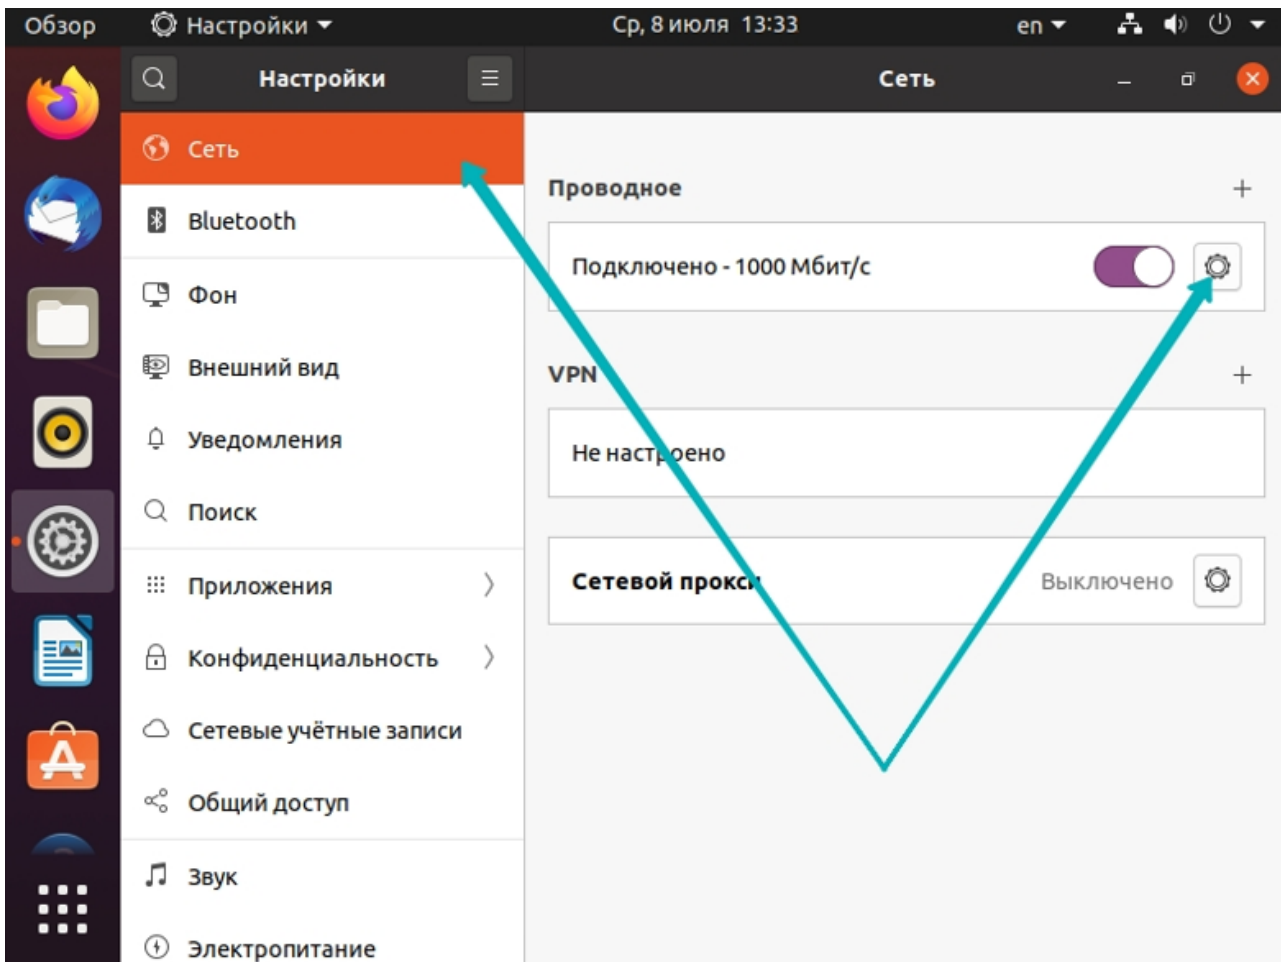 Обзор Настройки Ср, 8 июля 13:33 en
Настройки Сеть
Сеть
Bluetooth
Фон
Внешний вид
Уведомления
Поиск
Приложения
Конфиденциальность
Сетевые учётные записи
Общий доступ
Звук
Электропитание
Проводное
Подключено - 1000 Мбит/с
VPN
Не настроено
Сетевой прокси Выключено